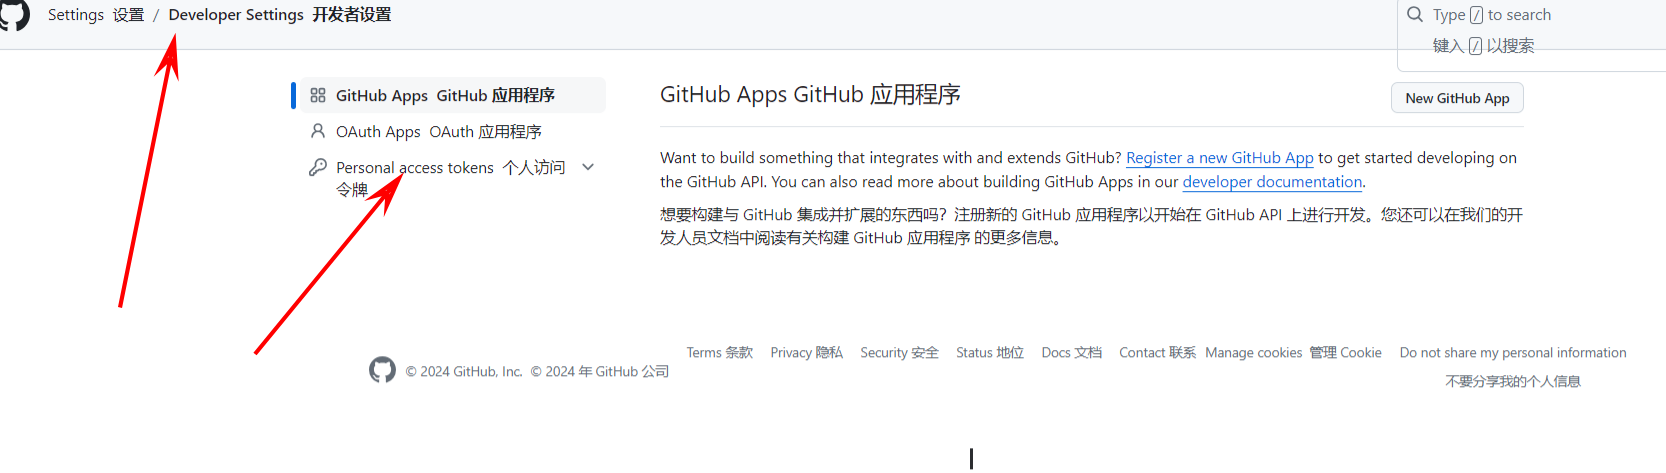 Settings 设置 / Developer Settings 开发者设置
Type / to search
键入 / 以搜索
GitHub Apps GitHub 应用程序
OAuth Apps OAuth 应用程序
Personal access tokens 个人访问
令牌
GitHub Apps GitHub 应用程序
New GitHub App
Want to build something that integrates with and extends GitHub? Register a new GitHub App to get started developing on
the GitHub API. You can also read more about building GitHub Apps in our developer documentation.
想要构建与 GitHub 集成并扩展的东西吗？注册新的 GitHub 应用程序以开始在 GitHub API 上进行开发。您还可以在我们的开
发人员文档中阅读有关构建 GitHub 应用程序 的更多信息。
© 2024 GitHub, Inc. © 2024 年 GitHub 公司
Terms 条款 Privacy 隐私 Security 安全 Status 地位 Docs 文档 Contact 联系 Manage cookies 管理 Cookie Do not share my personal information
不要分享我的个人信息